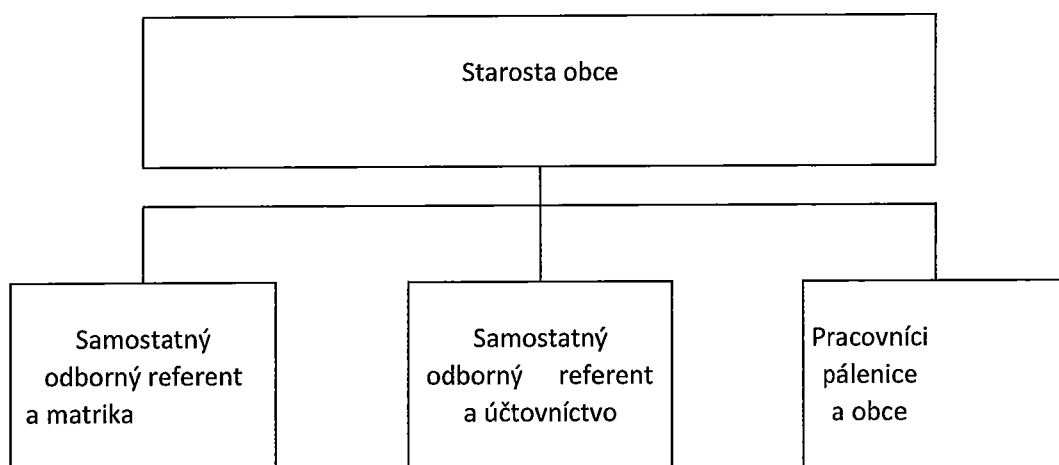 Starosta obce
Samostatný
odborný referent
a matrika
Samostatný
odborný referent
a účtovníctvo
Pracovníci
pálenice
a obce